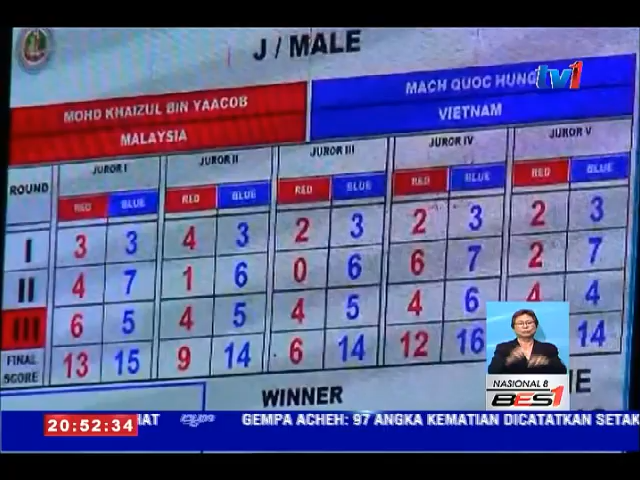 J / MALE
tv1
MOHD KHAIZUL BIN YAACOB
MALAYSIA
MACH QUOC HUNG
VIETNAM
ROUND
JUROR I
JUROR II
JUROR III
JUROR IV
JUROR V
RED BLUE RED BLUE RED BLUE RED BLUE RED BLUE
I 3 3 4 3 2 3 2 3 2 3
II 4 7 1 6 0 6 6 7 2 7
III 6 5 4 5 4 5 4 6 4 4
FINAL SCORE 13 15 9 14 6 14 12 16 14
WINNER
NASIONAL 8
BES1
20:52:34
GEMPA ACHEH: 97 ANGKA KEMATIAN DICATATKAN SETAK